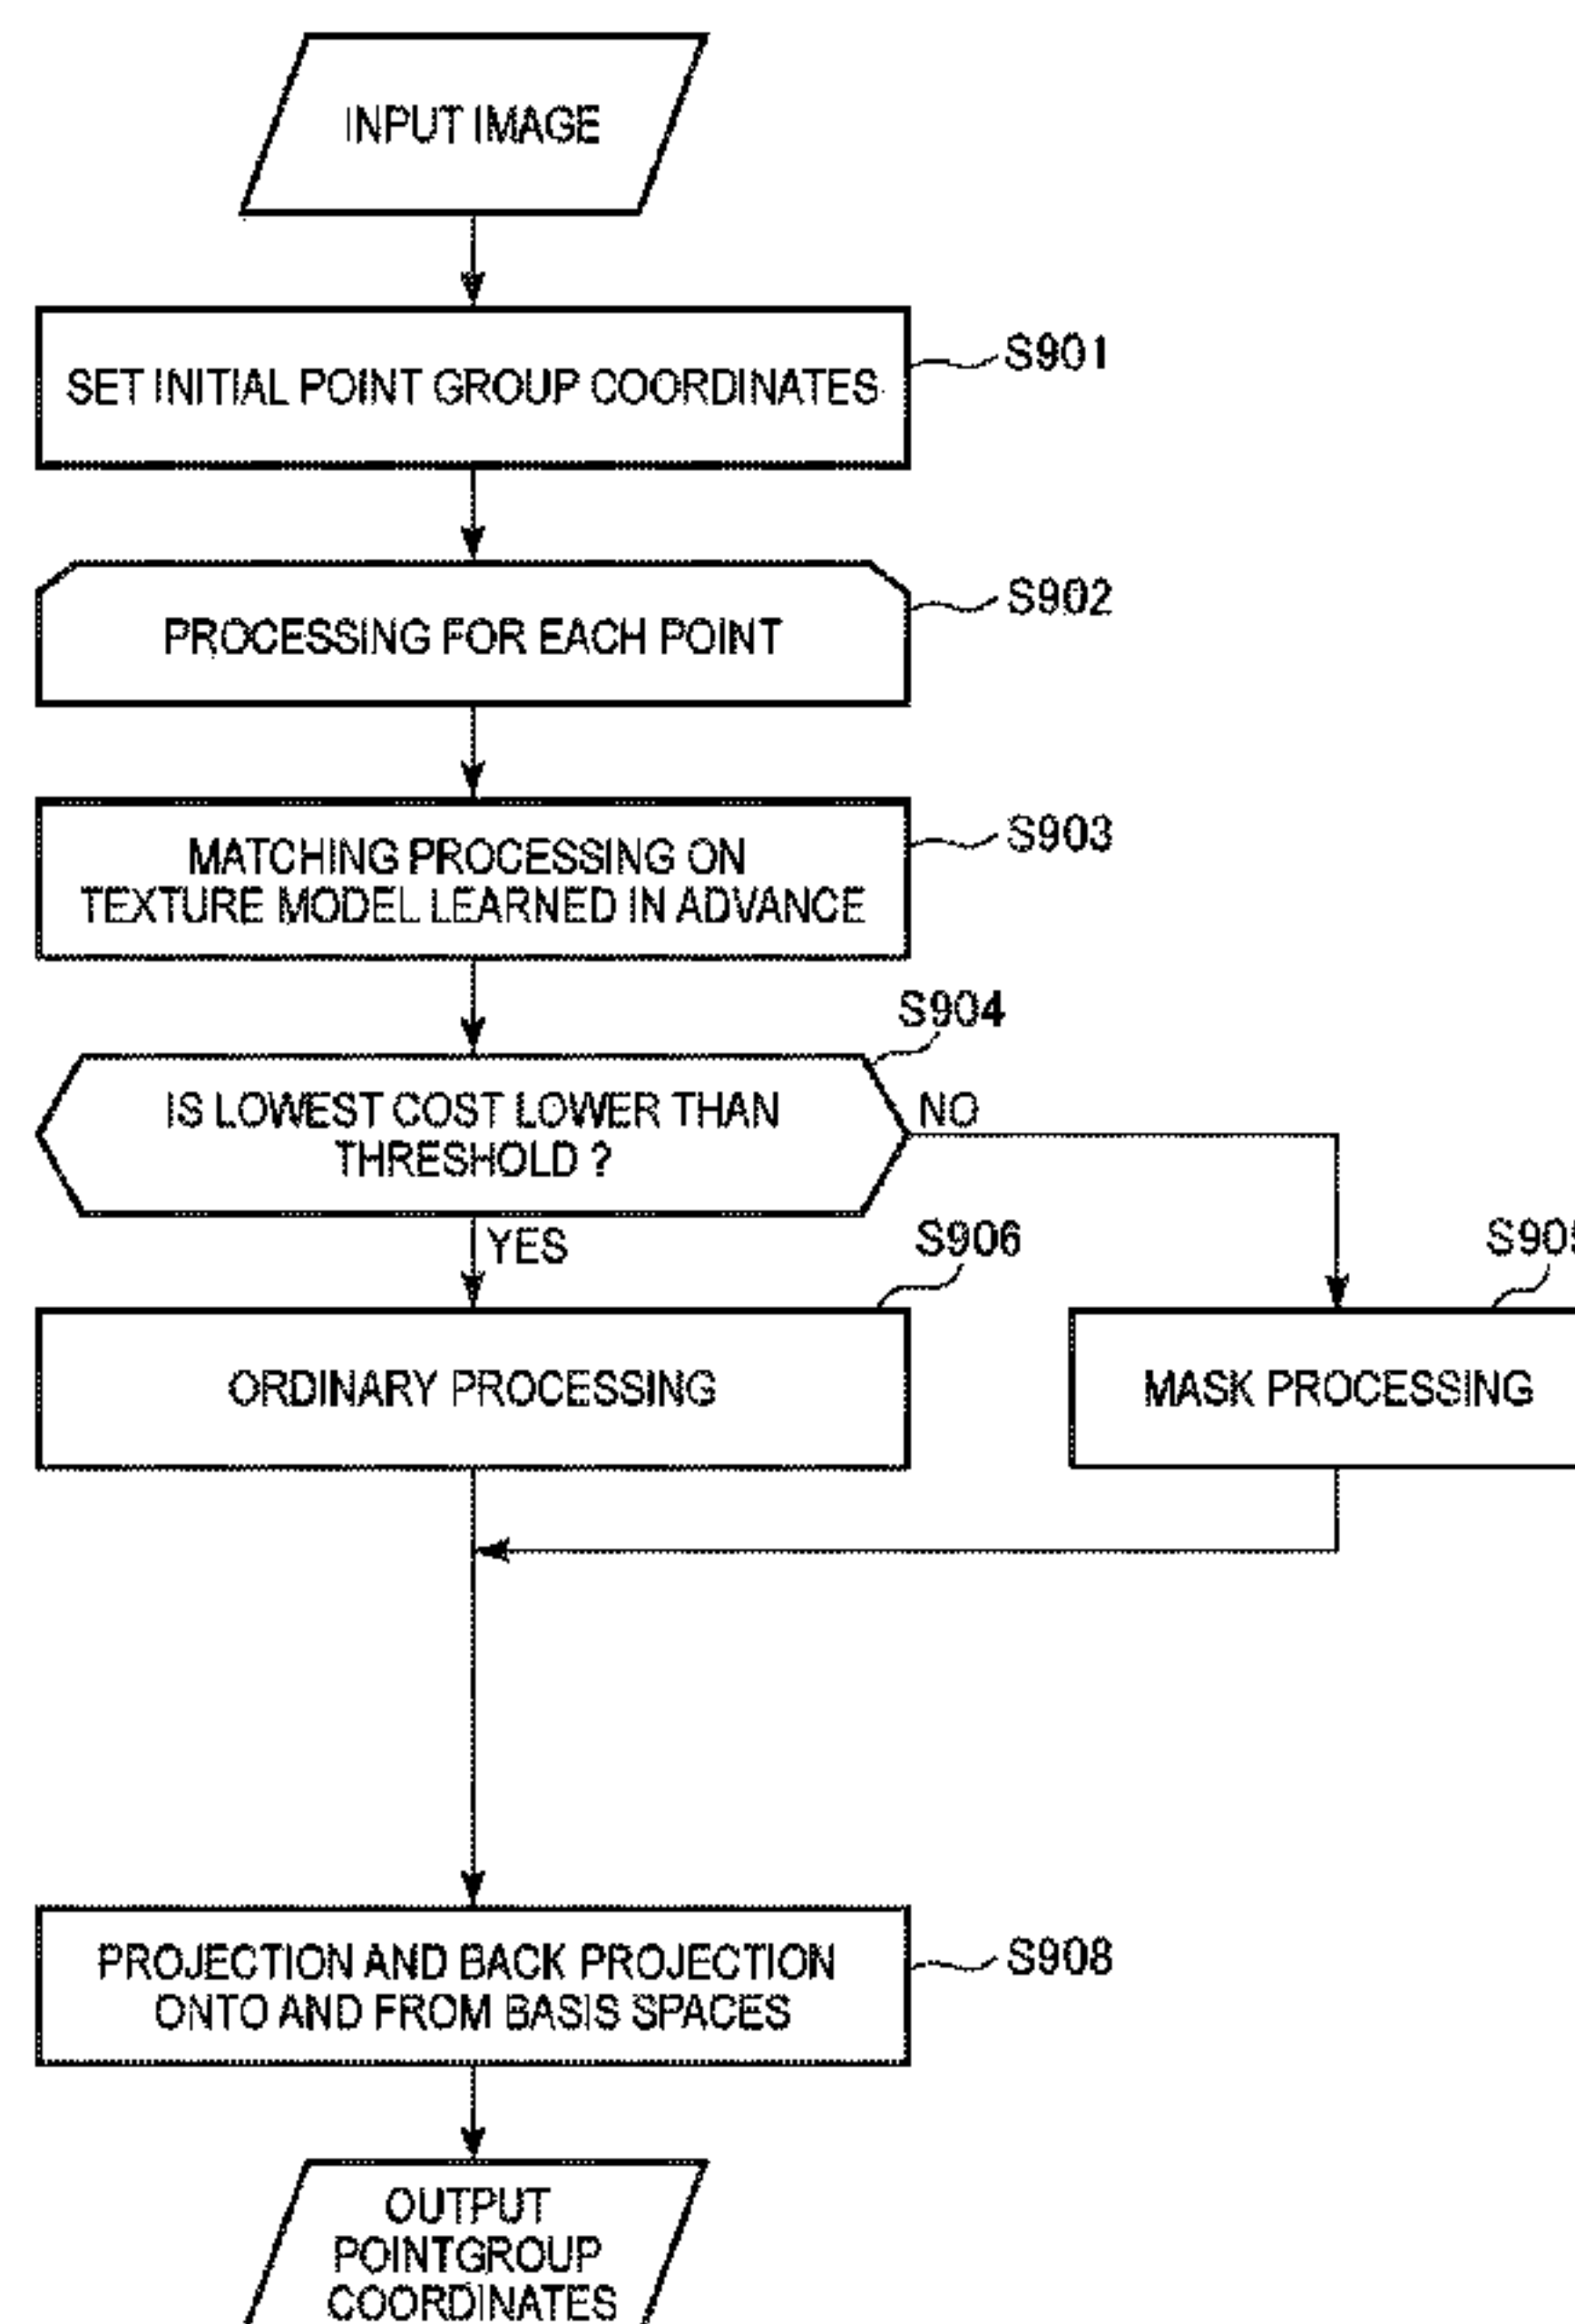 INPUT IMAGE
SET INITIAL POINT GROUP COORDINATES
S901
PROCESSING FOR EACH POINT
S902
MATCHING PROCESSING ON
TEXTURE MODEL LEARNED IN ADVANCE
S903
S904
IS LOWEST COST LOWER THAN
THRESHOLD ?
NO
YES
S906
ORDINARY PROCESSING
S905
MASK PROCESSING
PROJECTION AND BACK PROJECTION
ONTO AND FROM BASIS SPACES
S908
OUTPUT
POINTGROUP
COORDINATES